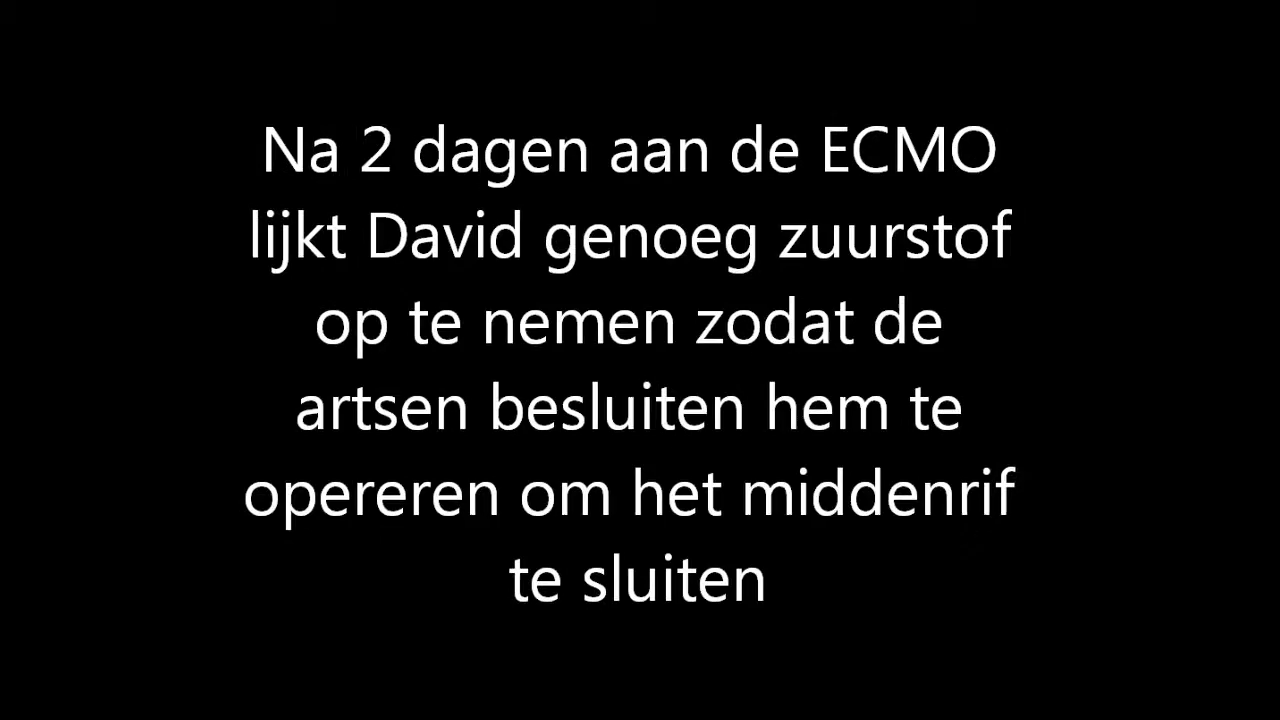 Na 2 dagen aan de ECMO
lijkt David genoeg zuurstof
op te nemen zodat de
artsen besluiten hem te
opereren om het middenrif
te sluiten